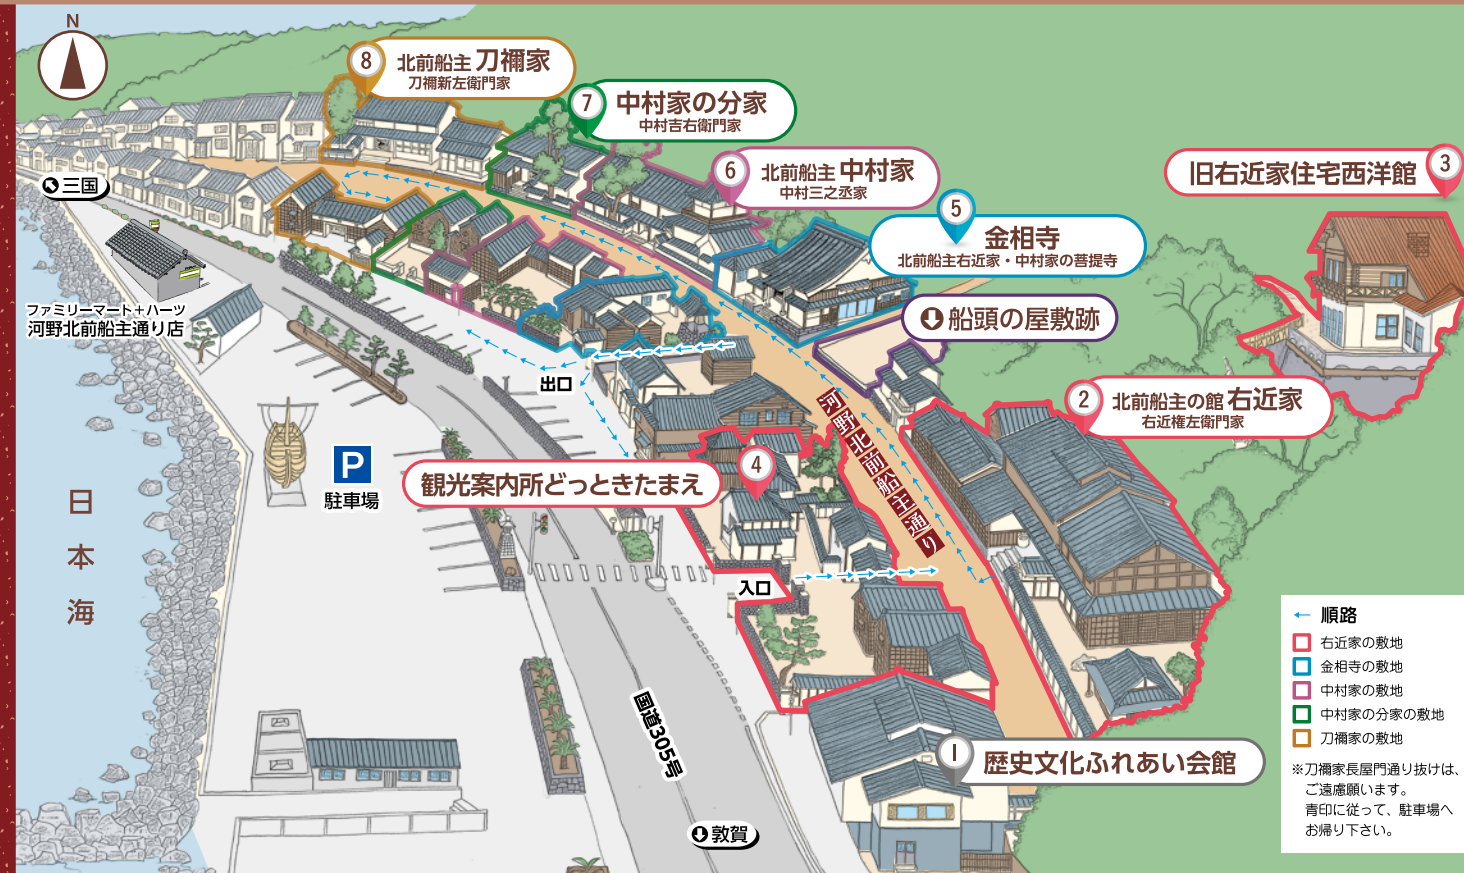 N
8
北前船主 刀禰家
刀禰新左衛門家
7
中村家の分家
中村吉右衛門家
6
北前船主 中村家
中村三之丞家
旧右近家住宅西洋館
3
三国
5
金相寺
北前船主右近家・中村家の菩提寺
ファミリーマート+ハーツ
河野北前船主通り店
船頭の屋敷跡
出口
2
北前船主の館 右近家
右近権左衛門家
河野北前船主通り
P
駐車場
観光案内所どっときたまえ
4
日本海
入口
順路
右近家の敷地
金相寺の敷地
中村家の敷地
中村家の分家の敷地
刀禰家の敷地
※刀禰家長屋門通り抜けは、
ご遠慮願います。
青印に従って、駐車場へ
お帰り下さい。
国道305号
1
歴史文化ふれあい会館
敦賀